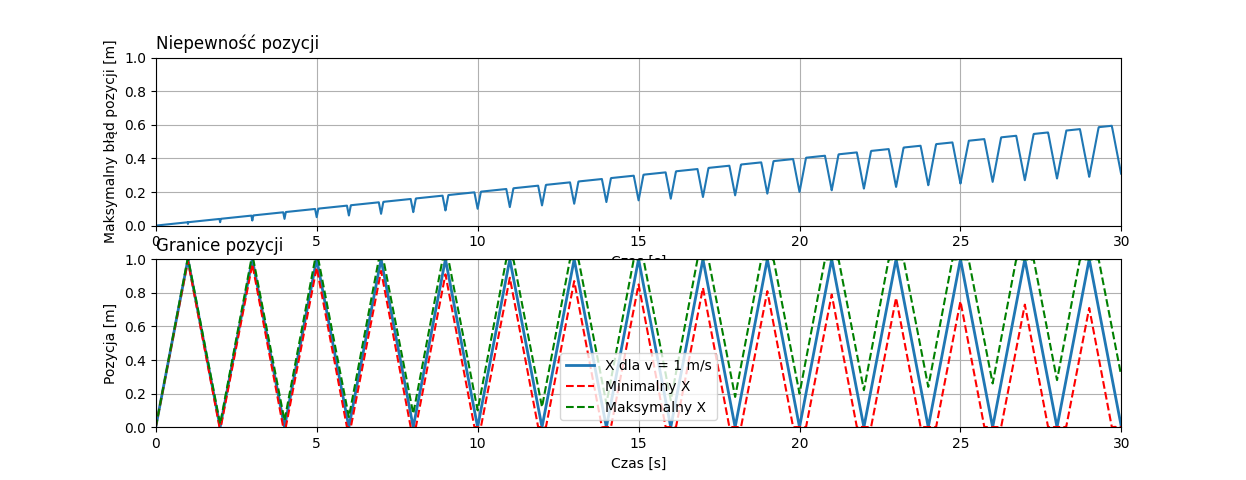 Niepewność pozycji
Maksymalny błąd pozycji [m]
1.0
0.8
0.6
0.4
0.2
0.0
0 5 10 15 20 25 30
Czas [s]
Granice pozycji
Pozycja [m]
1.0
0.8
0.6
0.4
0.2
0.0
X dla v = 1 m/s
Minimalny X
Maksymalny X
0 5 10 15 20 25 30
Czas [s]